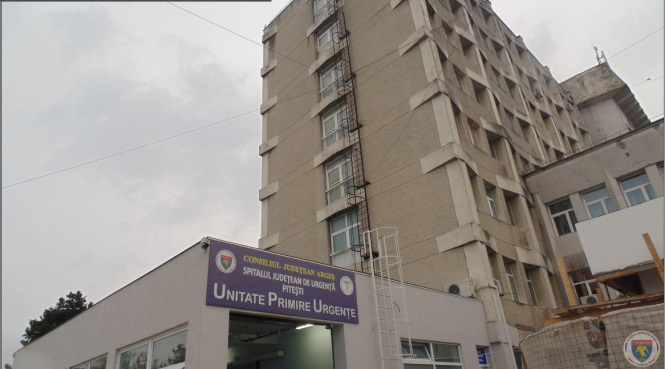 CONSILIUL JUDEȚEAN ARGEȘ
SPITALUL JUDEȚEAN DE URGENȚĂ
PITEȘTI
UNITATE PRIMIRE URGENȚE